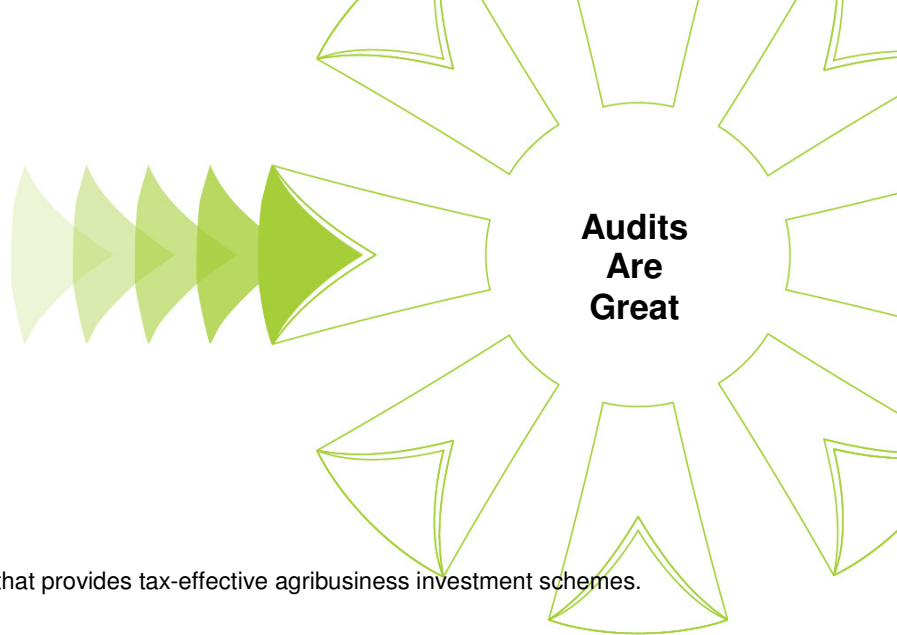 Audits
Are
Great
that provides tax-effective agribusiness investment schemes.